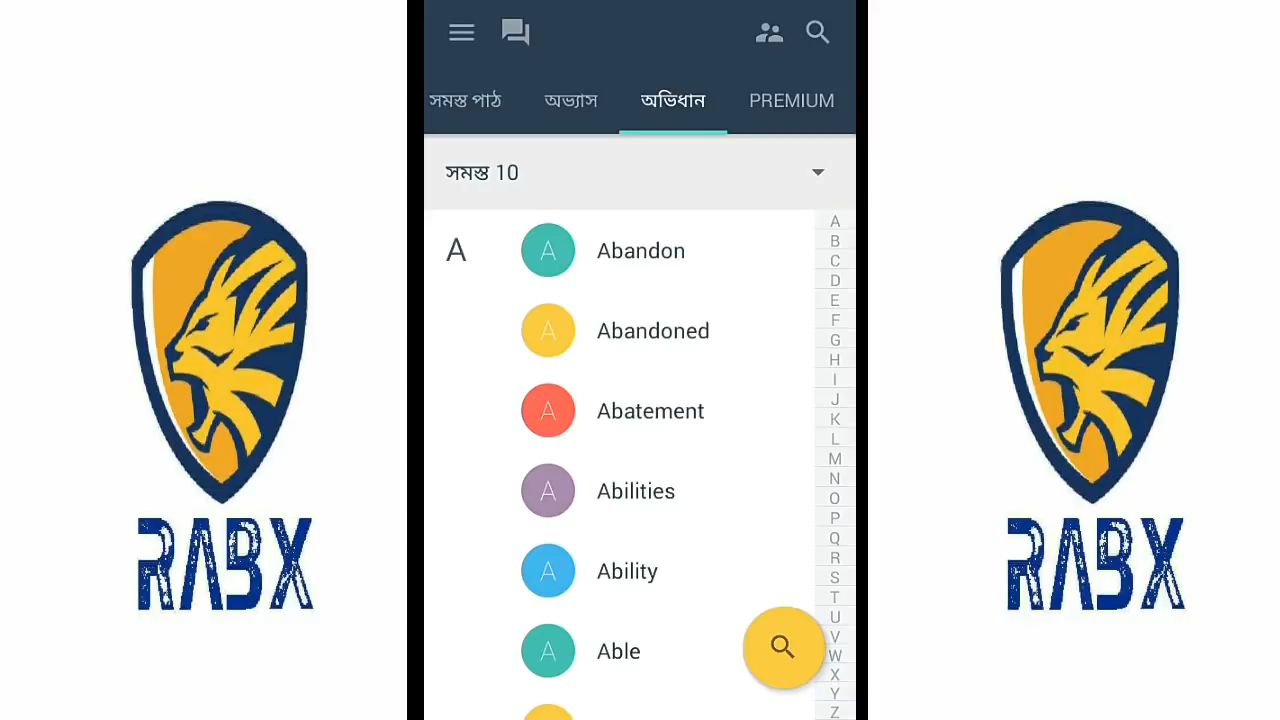 সমস্ত পাঠ অভ্যাস অভিধান PREMIUM
সমস্ত 10
A A Abandon
A Abandoned
A Abatement
A Abilities
A Ability
A Able
A
B
C
D
E
F
G
H
I
J
K
L
M
N
O
P
Q
R
S
T
U
V
W
X
Y
Z
RABX
RABX